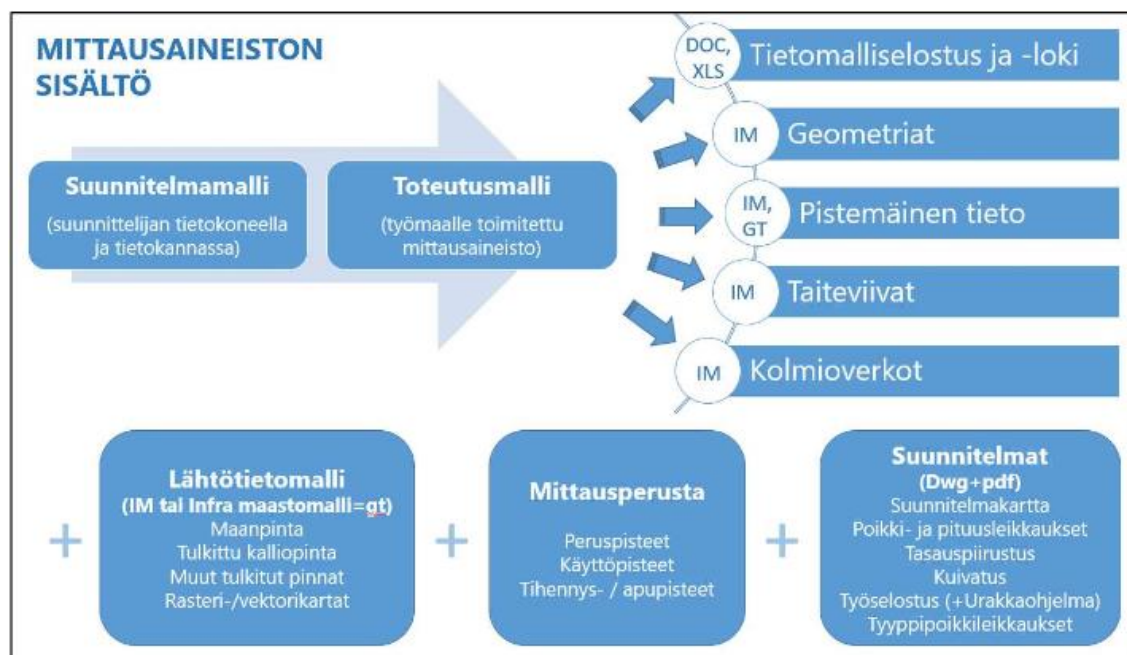 MITTAUSAINEISTON
SISÄLTÖ
Suunnitelmamalli
(suunnittelijan tietokoneella
ja tietokannassa)
Toteutusmalli
(työmaalle toimitettu
mittausaineisto)
DOC,
XLS
Tietomalliselostus ja -loki
IM
Geometriat
IM,
GT
Pistemäinen tieto
IM
Taiteviivat
IM
Kolmioverkot
+
Lähtötietomalli
(IM tai Infra maastomalli=gt)
Maanpinta
Tulkittu kalliopinta
Muut tulkitut pinnat
Rasteri-/vektorikartat
+
Mittausperusta
Peruspisteet
Käyttöpisteet
Tihennys- / apupisteet
+
Suunnitelmat
(Dwg+pdf)
Suunnitelmakartta
Poikki- ja pituusleikkaukset
Tasauspiirustus
Kuivatus
Työselostus (+Urakkaohjelma)
Tyyppipoikkileikkaukset